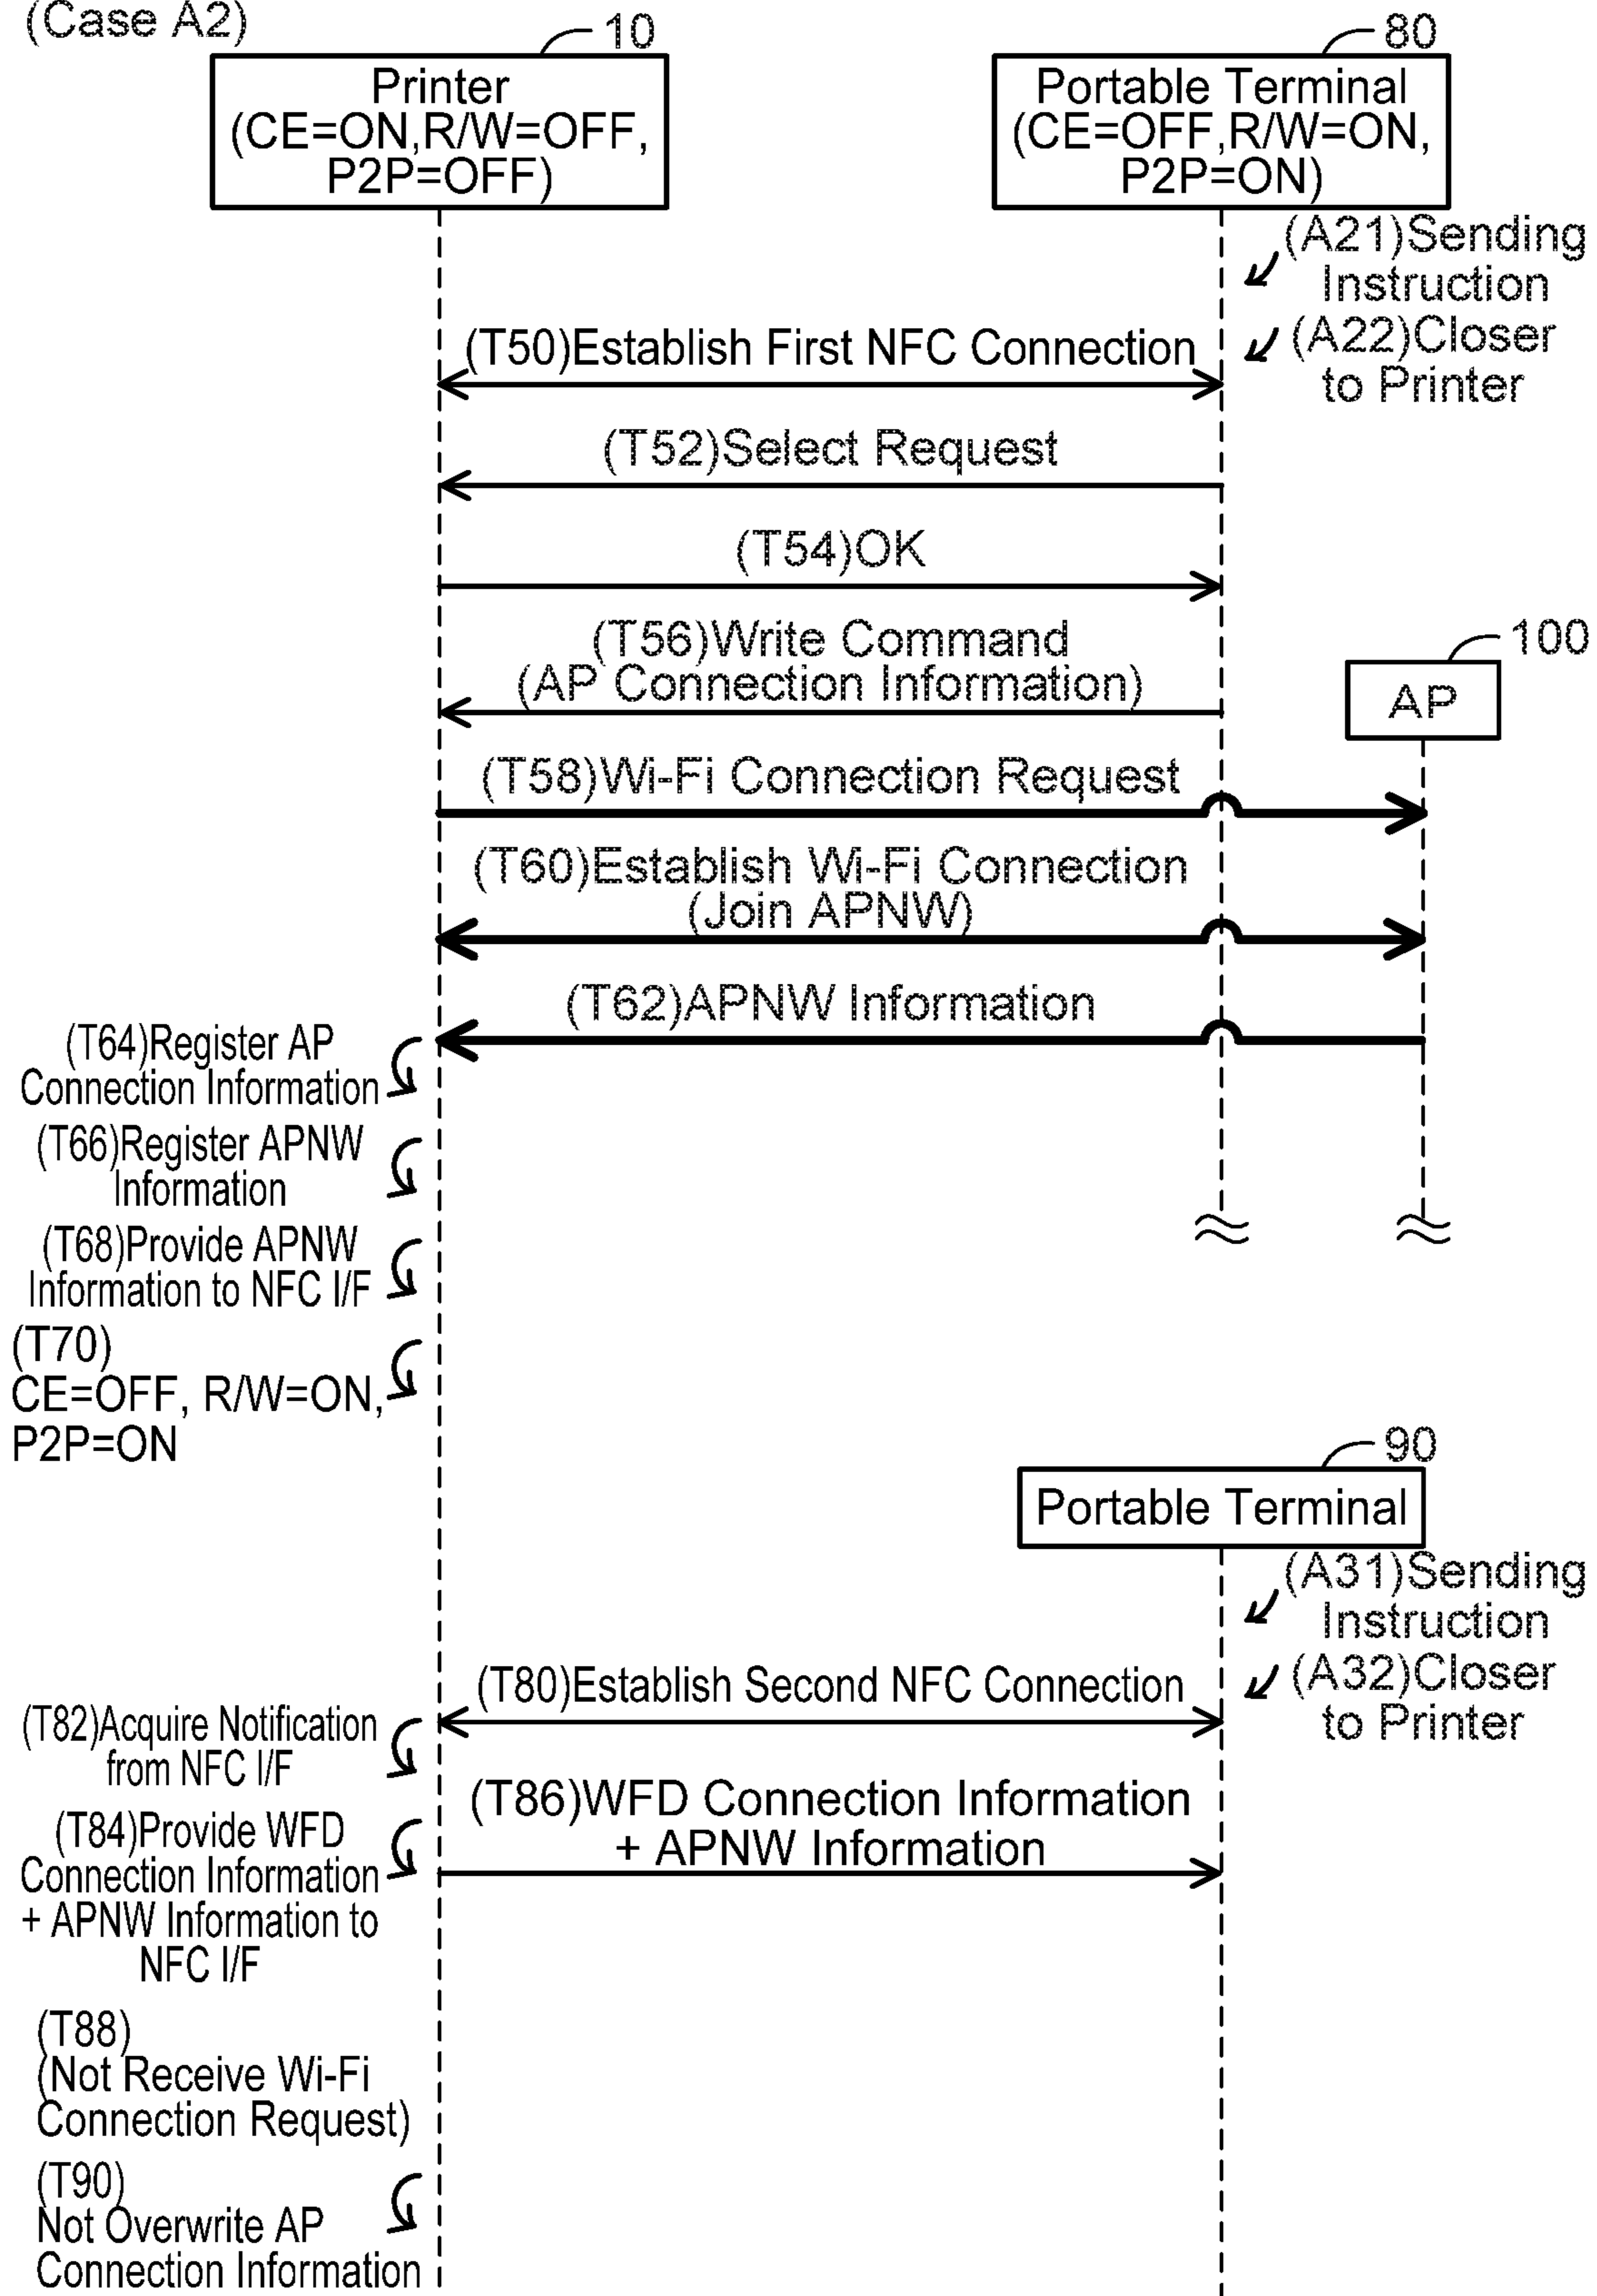 (Case A2)
10
80
Printer
(CE=ON,R/W=OFF,
P2P=OFF)
Portable Terminal
(CE=OFF,R/W=ON,
P2P=ON)
(A21)Sending
Instruction
(T50)Establish First NFC Connection
(A22)Closer
to Printer
(T52)Select Request
(T54)OK
(T56)Write Command
(AP Connection Information)
100
AP
(T58)Wi-Fi Connection Request
(T60)Establish Wi-Fi Connection
(Join APNW)
(T62)APNW Information
(T64)Register AP
Connection Information
(T66)Register APNW
Information
(T68)Provide APNW
Information to NFC I/F
(T70)
CE=OFF, R/W=ON,
P2P=ON
90
Portable Terminal
(A31)Sending
Instruction
(T80)Establish Second NFC Connection
(A32)Closer
to Printer
(T82)Acquire Notification
from NFC I/F
(T86)WFD Connection Information
+ APNW Information
(T84)Provide WFD
Connection Information
+ APNW Information to
NFC I/F
(T88)
(Not Receive Wi-Fi
Connection Request)
(T90)
Not Overwrite AP
Connection Information